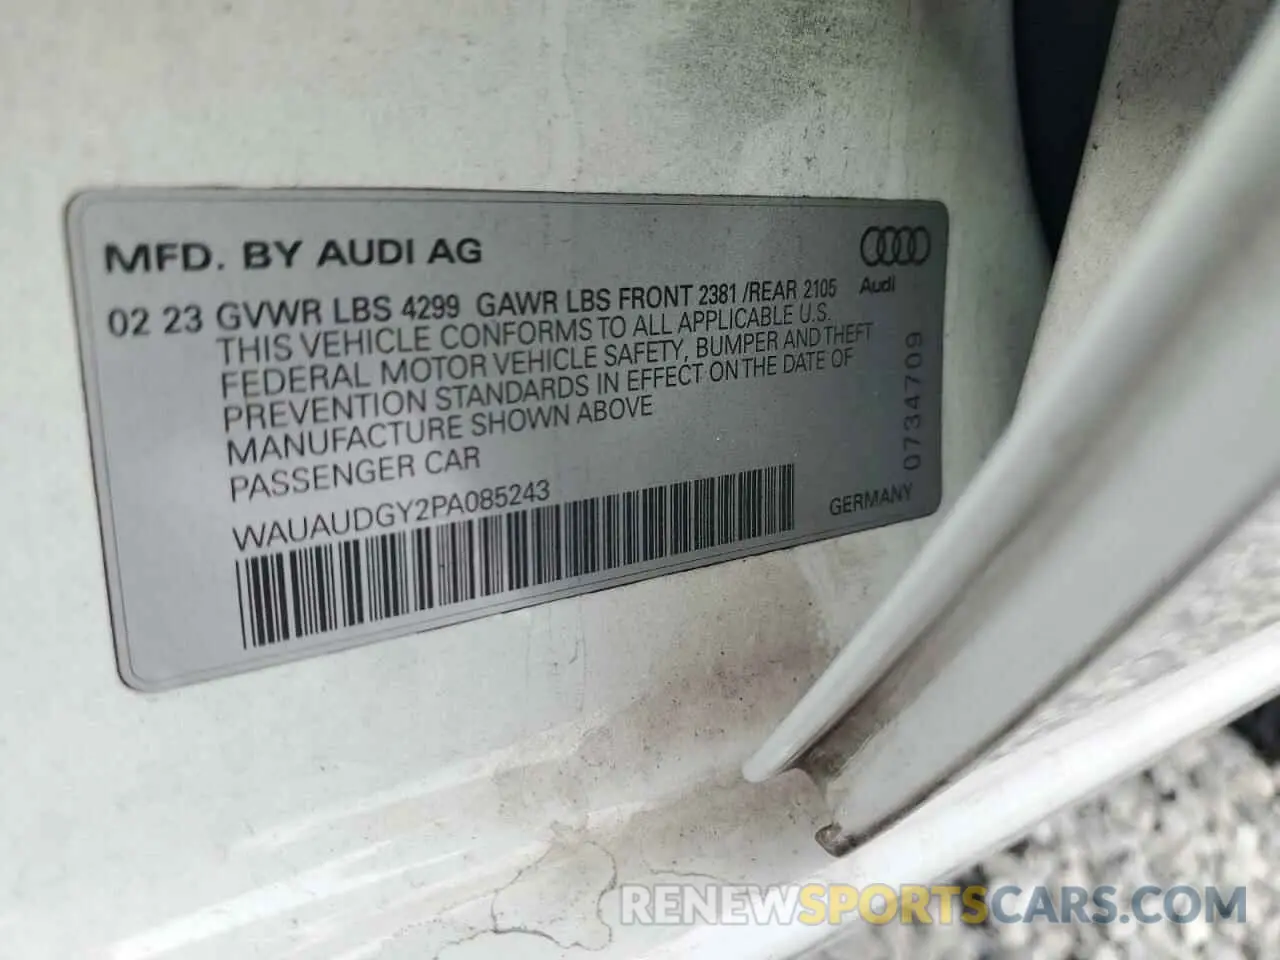 MFD. BY AUDI AG
Audi
02 23 GVWR LBS 4299 GAWR LBS FRONT 2381 /REAR 2105
THIS VEHICLE CONFORMS TO ALL APPLICABLE U.S.
FEDERAL MOTOR VEHICLE SAFETY, BUMPER AND THEFT
PREVENTION STANDARDS IN EFFECT ON THE DATE OF
MANUFACTURE SHOWN ABOVE
PASSENGER CAR
WAUAUDGY2PA085243
GERMANY
0734709
RENEWSPORTSCARS.COM